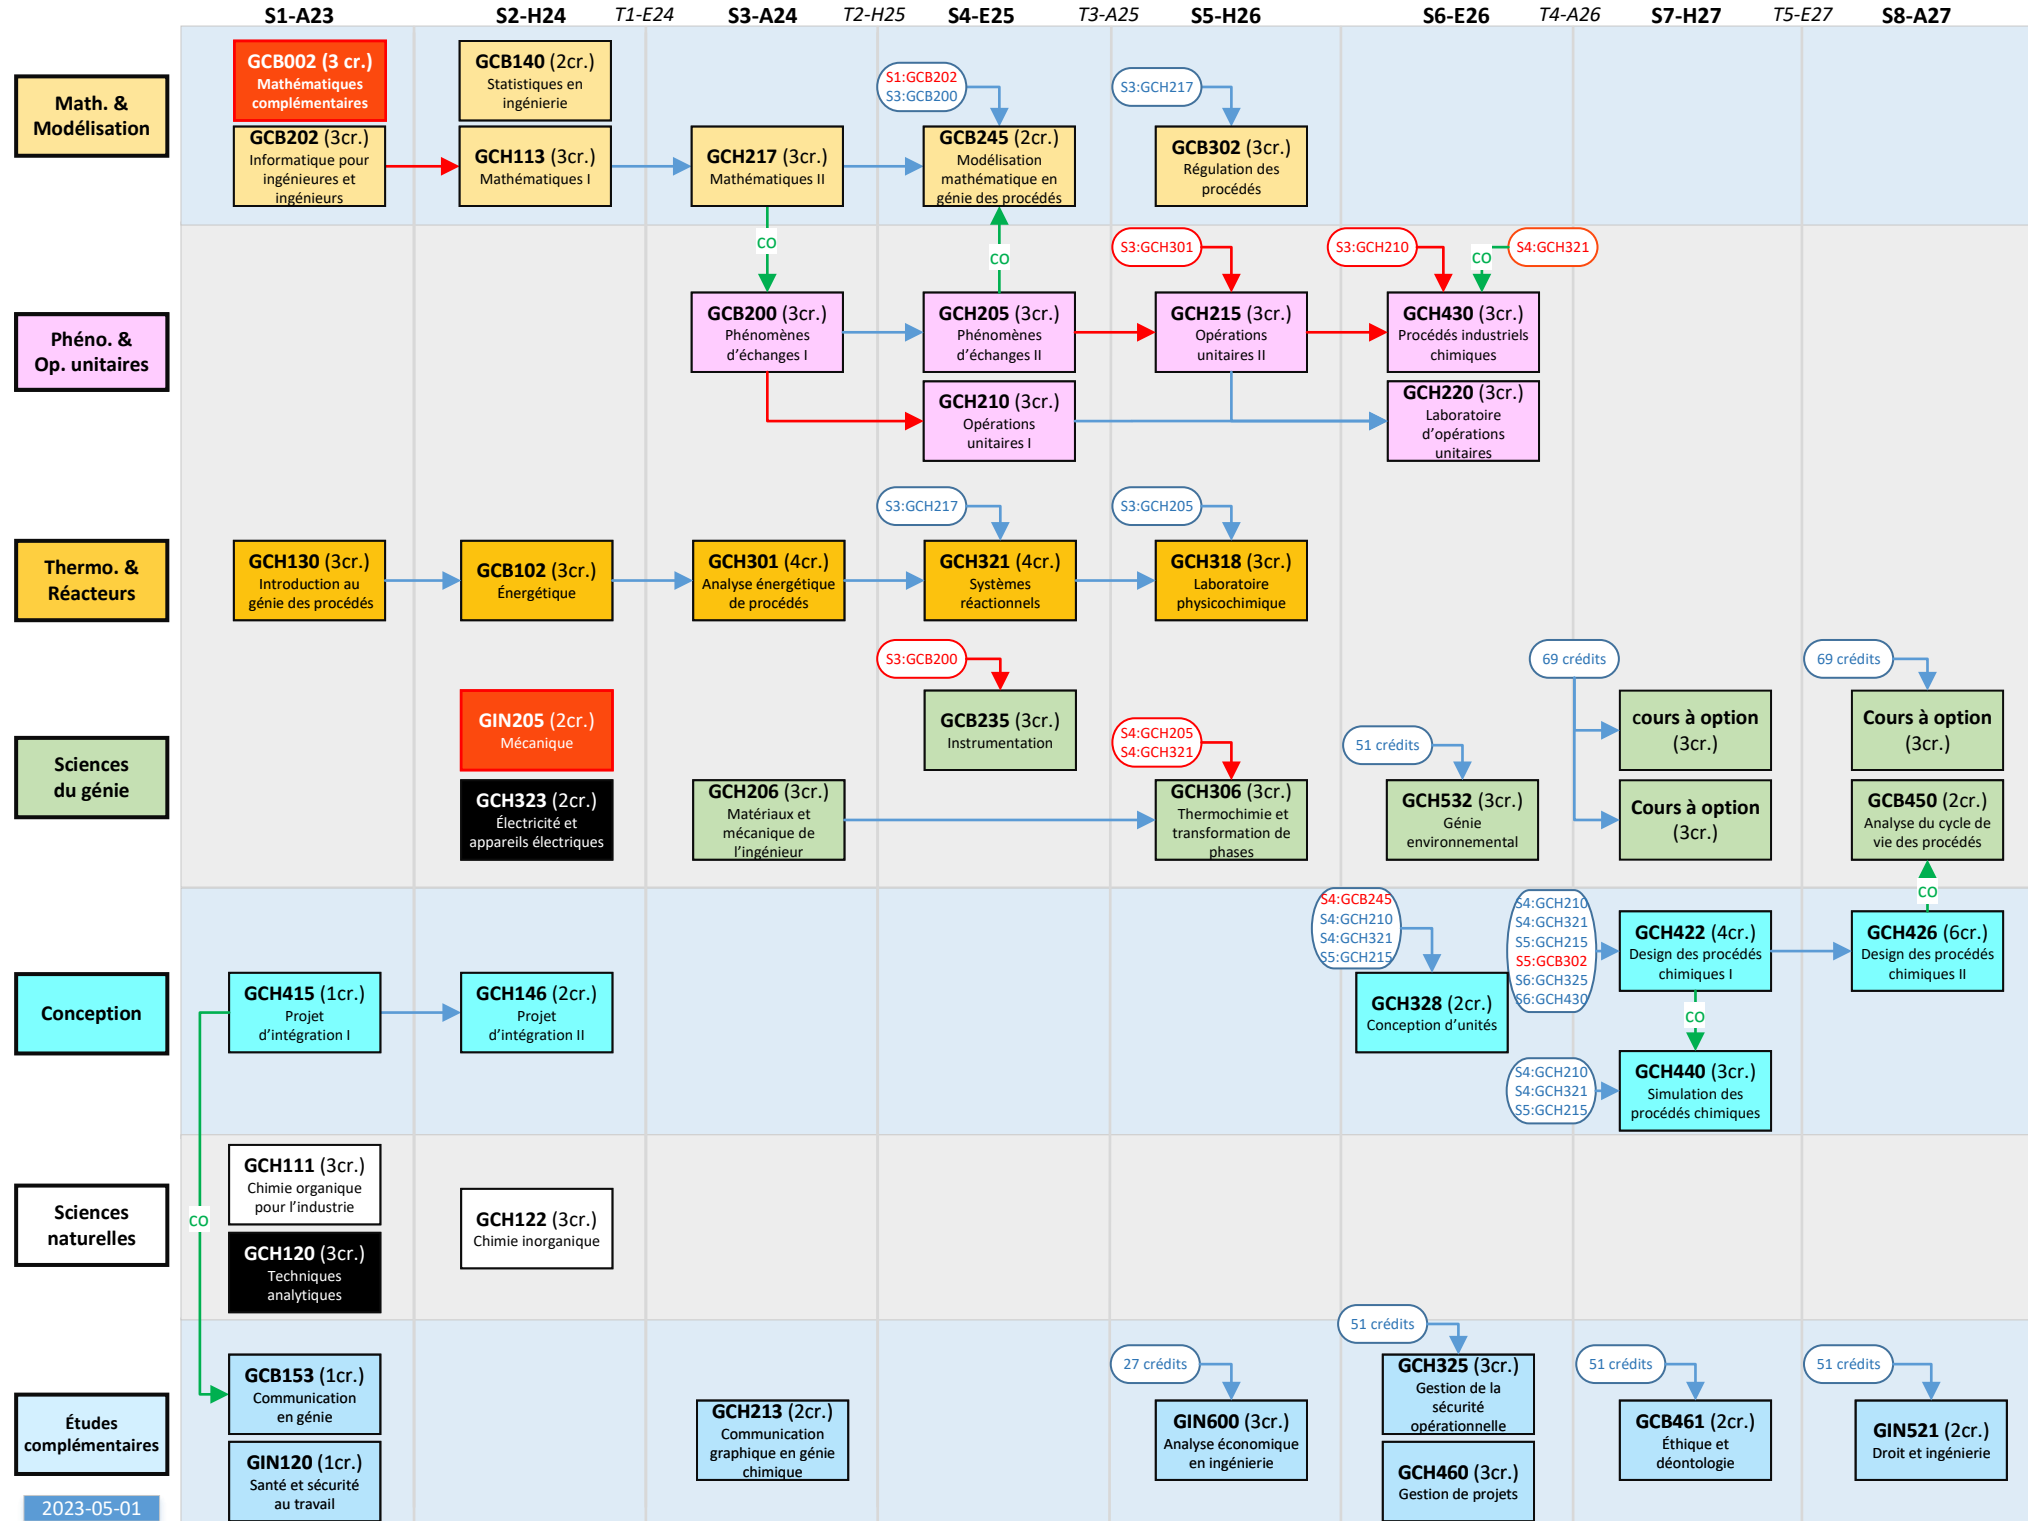 S1-A23 S2-H24 T1-E24 S3-A24 T2-H25 S4-E25 T3-A25 S5-H26 S6-E26 T4-A26 S7-H27 T5-E27 S8-A27
Math. &
Modélisation
GCB002 (3 cr.)
Mathématiques
complémentaires
GCB202 (3cr.)
Informatique pour
ingénieures et
ingénieurs
GCB140 (2cr.)
Statistiques en
ingénierie
GCH113 (3cr.)
Mathématiques I
GCH217 (3cr.)
Mathématiques II
S1:GCB202
S3:GCB200
GCB245 (2cr.)
Modélisation
mathématique en
génie des procédés
S3:GCH217
GCB302 (3cr.)
Régulation des
procédés
CO
CO
Phéno. &
Op. unitaires
GCB200 (3cr.)
Phénomènes
d'échanges I
GCH205 (3cr.)
Phénomènes
d'échanges II
GCH210 (3cr.)
Opérations
unitaires I
S3:GCH301
GCH215 (3cr.)
Opérations
unitaires II
S3:GCH210
CO
S4:GCH321
GCH430 (3cr.)
Procédés industriels
chimiques
GCH220 (3cr.)
Laboratoire
d'opérations
unitaires
Thermo. &
Réacteurs
GCH130 (3cr.)
Introduction au
génie des procédés
GCB102 (3cr.)
Énergétique
GCH301 (4cr.)
Analyse énergétique
de procédés
S3:GCH217
GCH321 (4cr.)
Systèmes
réactionnels
S3:GCH205
GCH318 (3cr.)
Laboratoire
physicochimique
Sciences
du génie
GIN205 (2cr.)
Mécanique
GCH323 (2cr.)
Électricité et
appareils électriques
GCH206 (3cr.)
Matériaux et
mécanique de
l'ingénieur
S3:GCB200
GCB235 (3cr.)
Instrumentation
S4:GCH205
S4:GCH321
GCH306 (3cr.)
Thermochimie et
transformation de
phases
51 crédits
GCH532 (3cr.)
Génie
environnemental
69 crédits
cours à option
(3cr.)
Cours à option
(3cr.)
69 crédits
Cours à option
(3cr.)
GCB450 (2cr.)
Analyse du cycle de
vie des procédés
CO
Conception
GCH415 (1cr.)
Projet
d'intégration I
GCH146 (2cr.)
Projet
d'intégration II
S4:GCB245
S4:GCH210
S4:GCH321
S5:GCH215
GCH328 (2cr.)
Conception d'unités
S4:GCH210
S4:GCH321
S5:GCH215
S5:GCB302
S6:GCH325
S6:GCH430
GCH422 (4cr.)
Design des procédés
chimiques I
CO
S4:GCH210
S4:GCH321
S5:GCH215
GCH440 (3cr.)
Simulation des
procédés chimiques
GCH426 (6cr.)
Design des procédés
chimiques II
Sciences
naturelles
CO
GCH111 (3cr.)
Chimie organique
pour l'industrie
GCH120 (3cr.)
Techniques
analytiques
GCH122 (3cr.)
Chimie inorganique
Études
complémentaires
GCB153 (1cr.)
Communication
en génie
GIN120 (1cr.)
Santé et sécurité
au travail
GCH213 (2cr.)
Communication
graphique en génie
chimique
27 crédits
GIN600 (3cr.)
Analyse économique
en ingénierie
51 crédits
GCH325 (3cr.)
Gestion de la
sécurité
opérationnelle
GCH460 (3cr.)
Gestion de projets
51 crédits
GCB461 (2cr.)
Éthique et
déontologie
51 crédits
GIN521 (2cr.)
Droit et ingénierie
2023-05-01